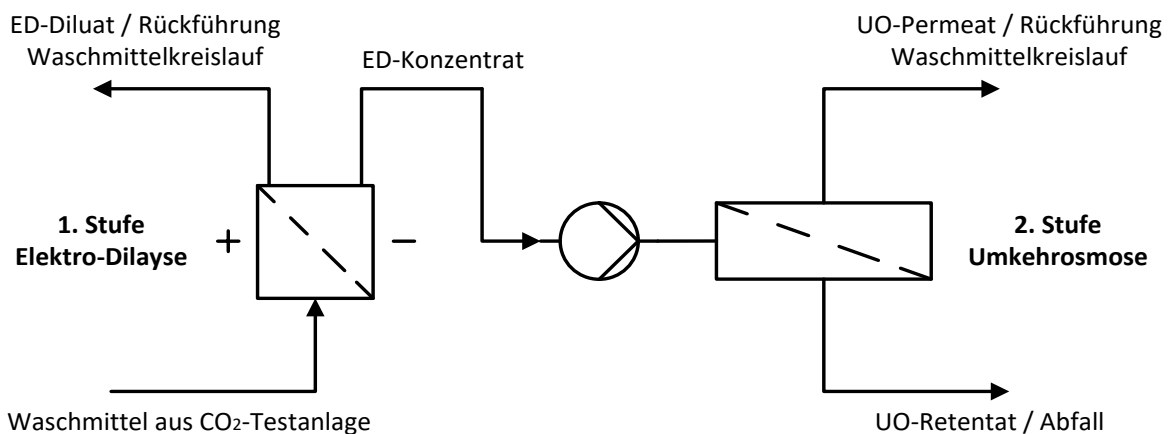 ED-Diluat / Rückführung
Waschmittelkreislauf
ED-Konzentrat
UO-Permeat / Rückführung
Waschmittelkreislauf
1. Stufe
Elektro-Dilayse
+
–
2. Stufe
Umkehrosmose
Waschmittel aus CO₂-Testanlage
UO-Retentat / Abfall